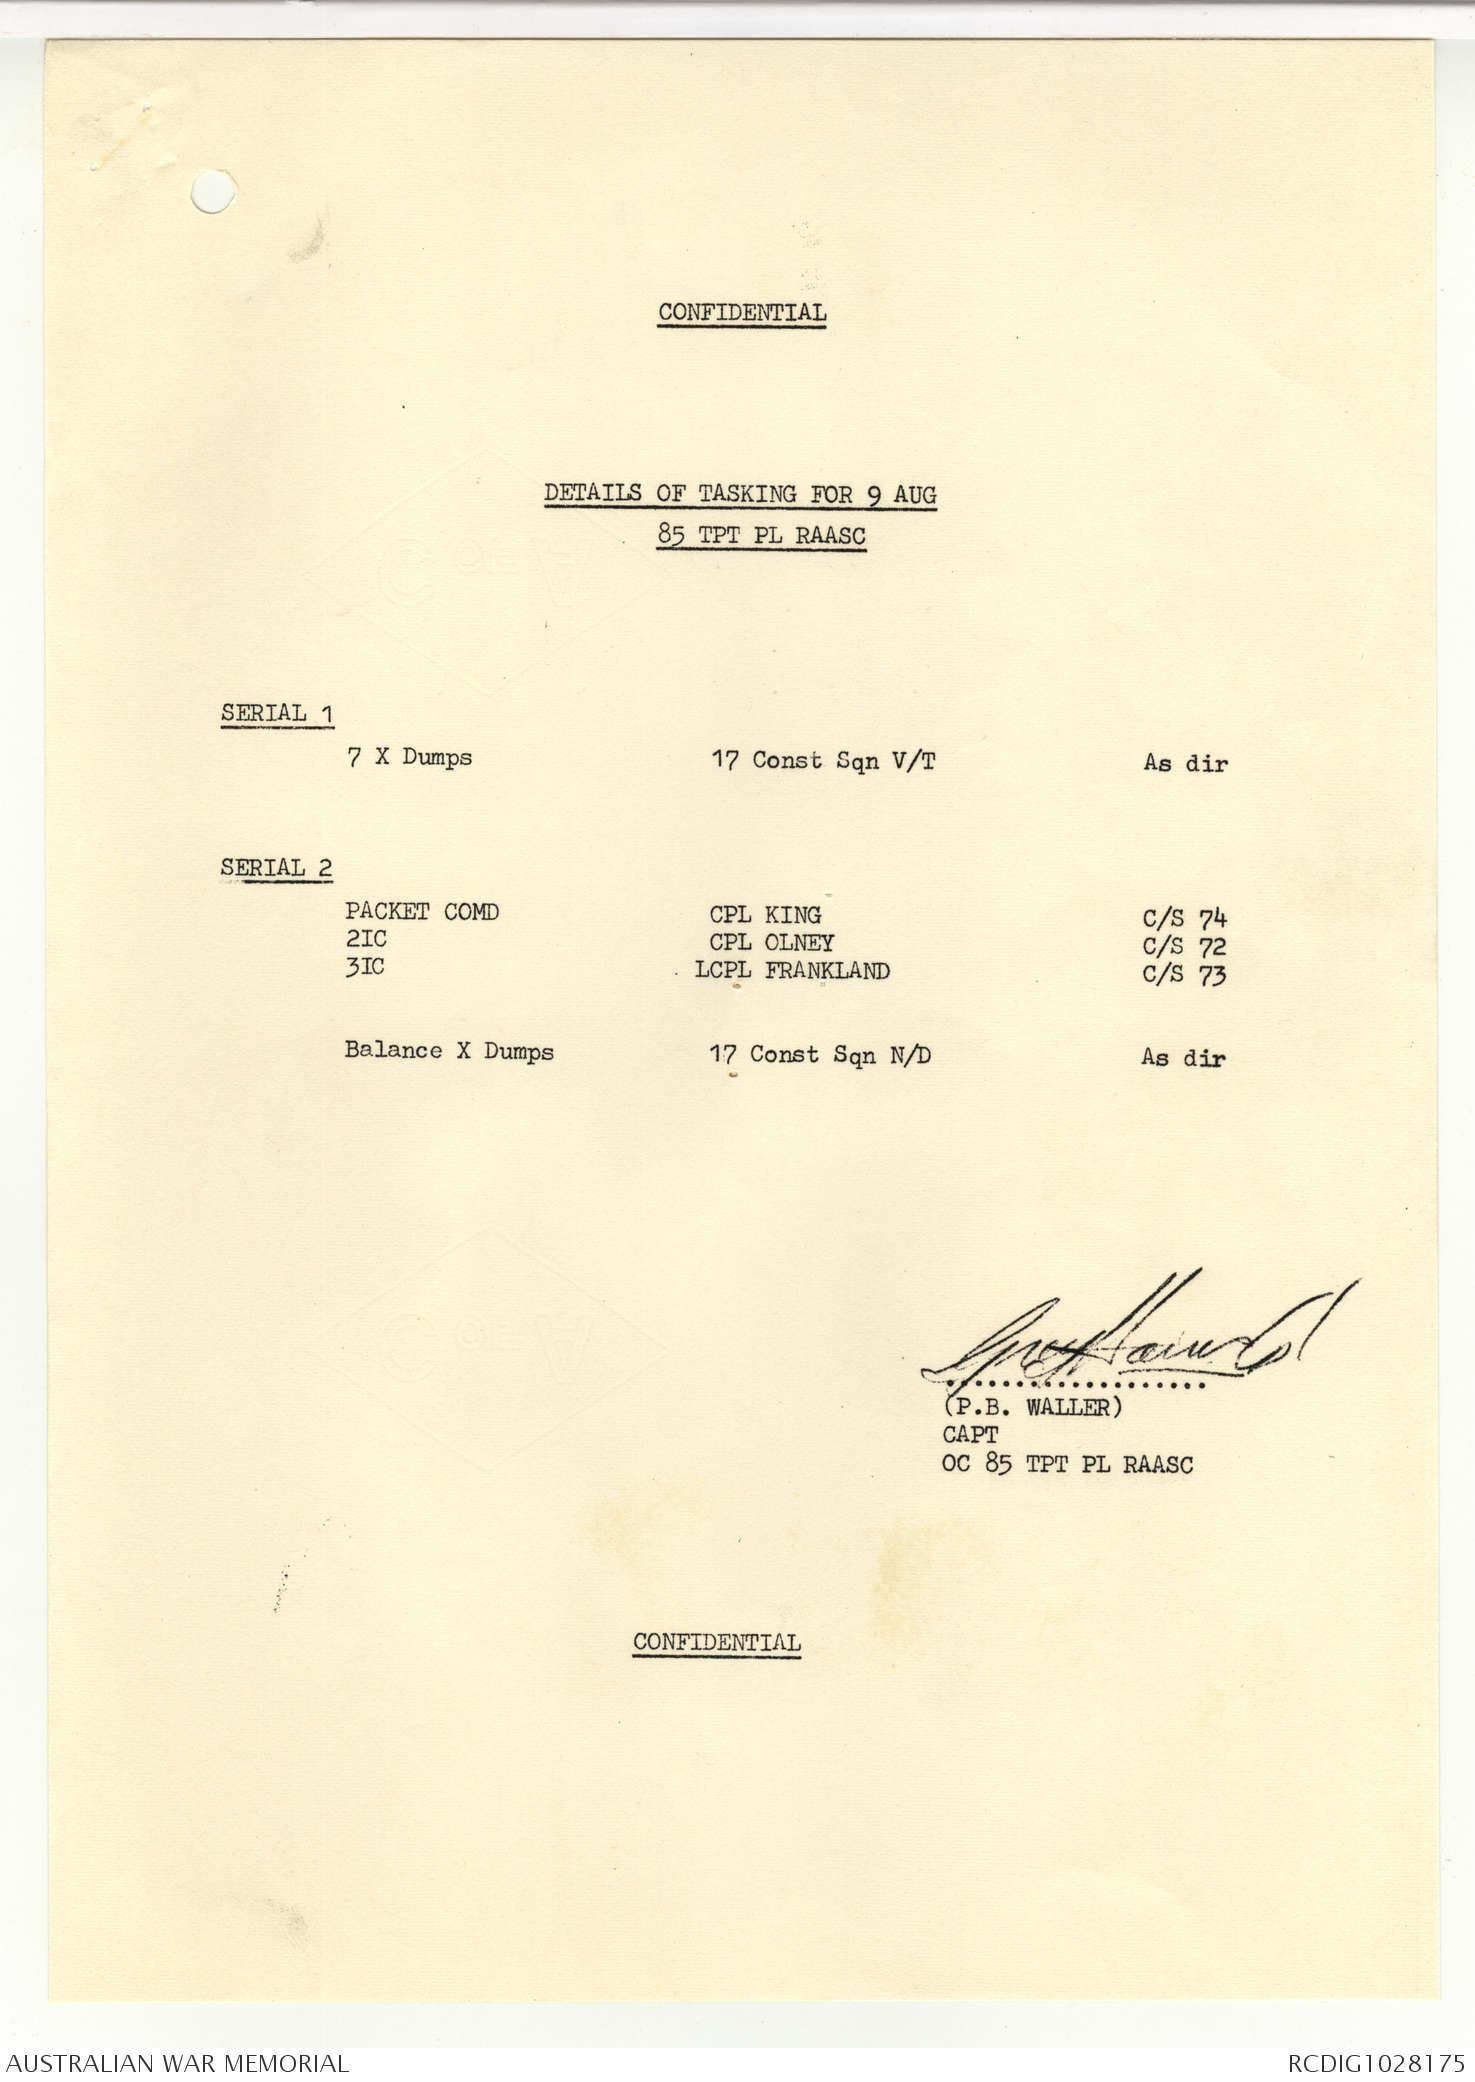 CONFIDENTIAL
DETAILS OF TASKING FOR 9 AUG
85 TPT PL RAASC
SERIAL 1
7 X Dumps 17 Const Sqn V/T As dir
SERIAL 2
PACKET COMD CPL KING C/S 74
2IC CPL OLNEY C/S 72
3IC LCPL FRANKLAND C/S 73
Balance X Dumps 17 Const Sqn N/D As dir
(P.B. WALLER)
CAPT
OC 85 TPT PL RAASC
CONFIDENTIAL
AUSTRALIAN WAR MEMORIAL RCDIG1028175